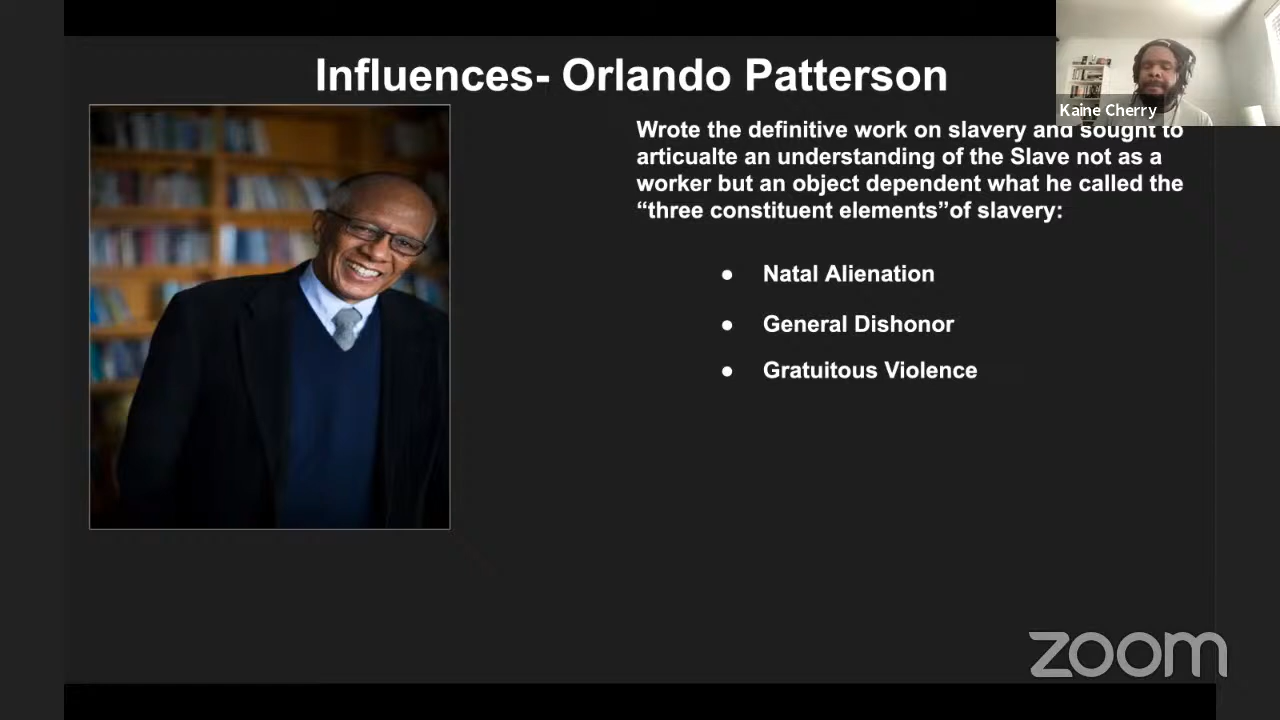 Influences- Orlando Patterson
Kaine Cherry
Wrote the definitive work on slavery and sought to
articualte an understanding of the Slave not as a
worker but an object dependent what he called the
“three constituent elements”of slavery:
● Natal Alienation
● General Dishonor
● Gratuitous Violence
zoom